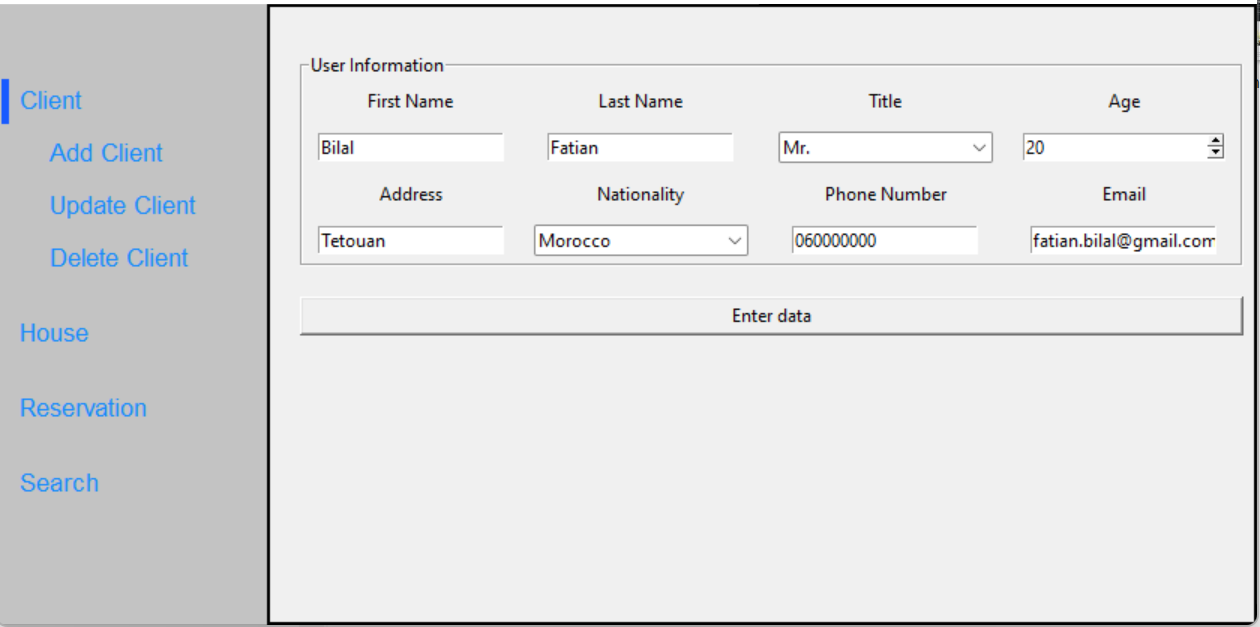 Client
Add Client
Update Client
Delete Client
House
Reservation
Search
User Information
First Name Last Name Title Age
Bilal Fatian Mr. 20
Address Nationality Phone Number Email
Tetouan Morocco 060000000 fatian.bilal@gmail.com
Enter data